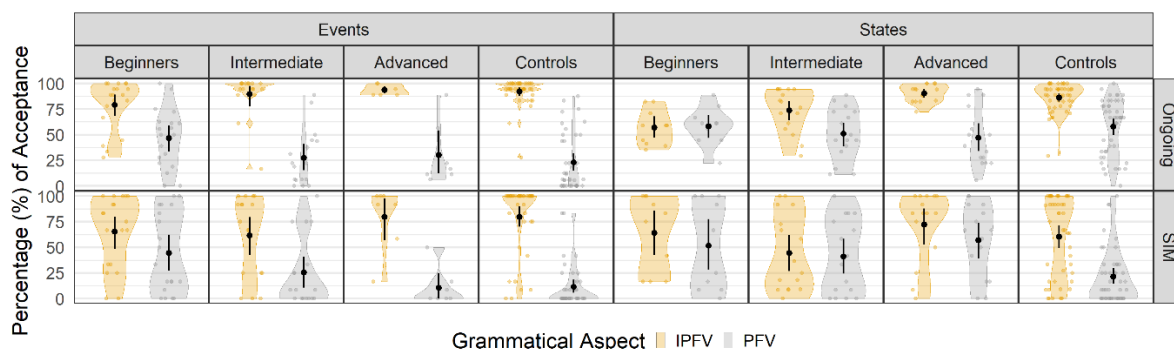 Events States
Beginners Intermediate Advanced Controls Beginners Intermediate Advanced Controls
Percentage (%) of Acceptance
100
75
50
25
0
Ongoing
100
75
50
25
0
SIM
Grammatical Aspect IPFV PFV